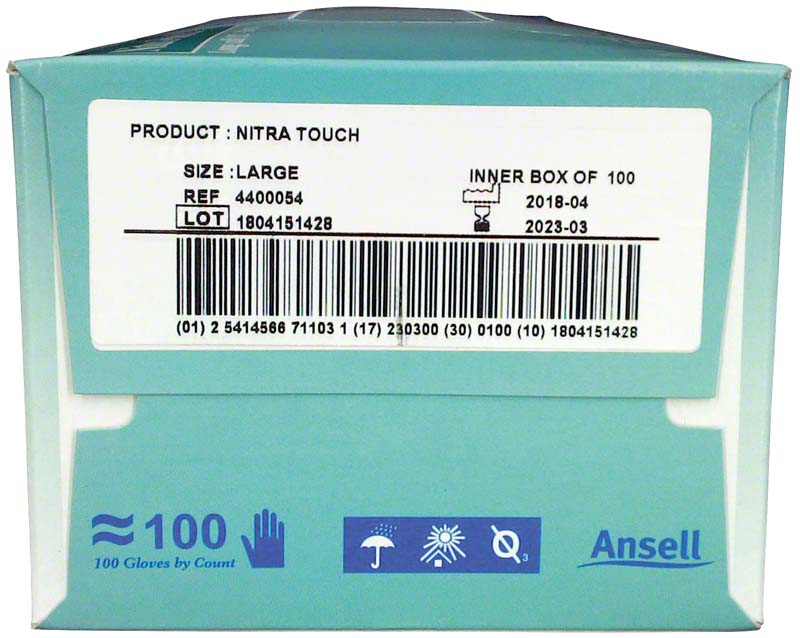 PRODUCT : NITRA TOUCH
SIZE : LARGE
INNER BOX OF 100
REF 4400054
2018-04
LOT 1804151428
2023-03
(01) 2 5414566 71103 1 (17) 230300 (30) 0100 (10) 1804151428
≈ 100
100 Gloves by Count
O₃
Ansell